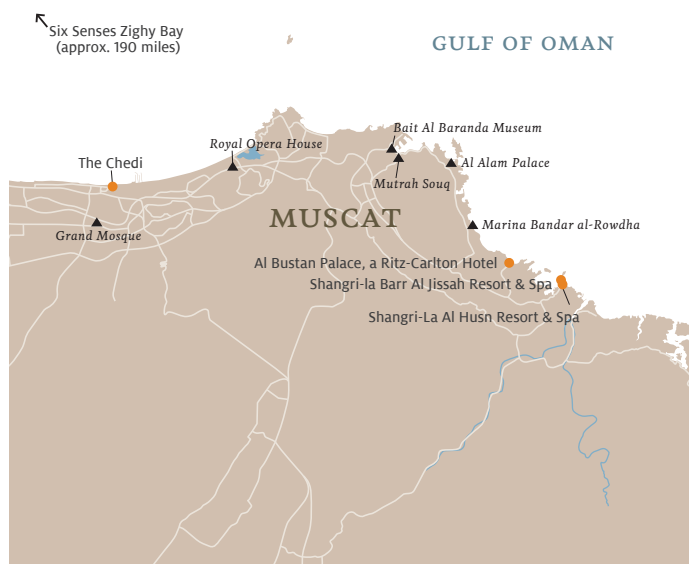 Six Senses Zighy Bay
(approx. 190 miles)
GULF OF OMAN
Bait Al Baranda Museum
Royal Opera House
The Chedi
Al Alam Palace
Mutrah Souq
MUSCAT
Marina Bandar al-Rowdha
Grand Mosque
Al Bustan Palace, a Ritz-Carlton Hotel
Shangri-la Barr Al Jissah Resort & Spa
Shangri-La Al Husn Resort & Spa